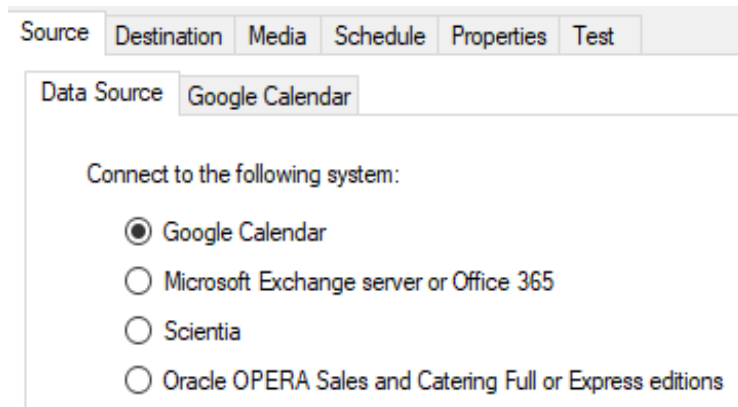 Source Destination Media Schedule Properties Test
Data Source Google Calendar
Connect to the following system:
Google Calendar
Microsoft Exchange server or Office 365
Scientia
Oracle OPERA Sales and Catering Full or Express editions